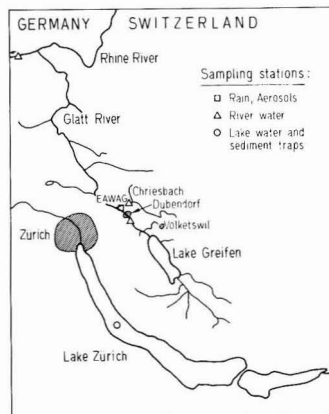 GERMANY SWITZERLAND
Rhine River
Sampling stations:
□ Rain, Aerosols
△ River water
○ Lake water and
sediment traps
Glatt River
Chriesbach
EAWAG
Dübendorf
Volketswil
Zurich
Lake Greifen
Lake Zurich